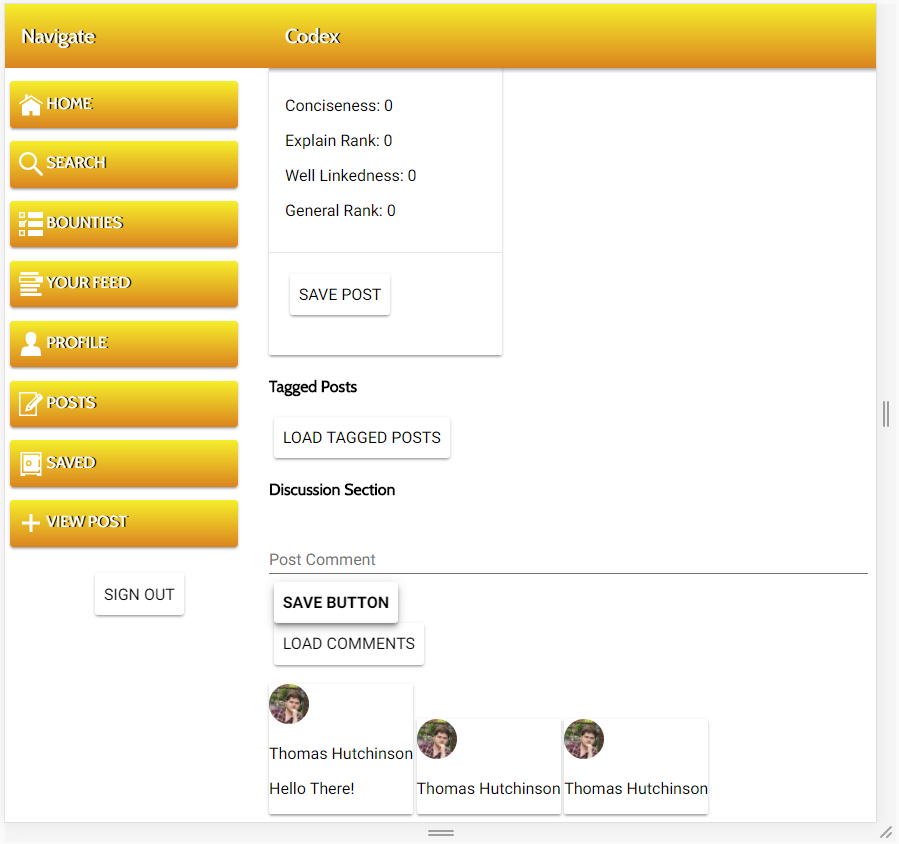 Navigate
Codex
HOME
SEARCH
BOUNTIES
YOUR FEED
PROFILE
POSTS
SAVED
VIEW POST
SIGN OUT
Conciseness: 0
Explain Rank: 0
Well Linkedness: 0
General Rank: 0
SAVE POST
Tagged Posts
LOAD TAGGED POSTS
Discussion Section
Post Comment
SAVE BUTTON
LOAD COMMENTS
Thomas Hutchinson
Hello There!
Thomas Hutchinson
Thomas Hutchinson